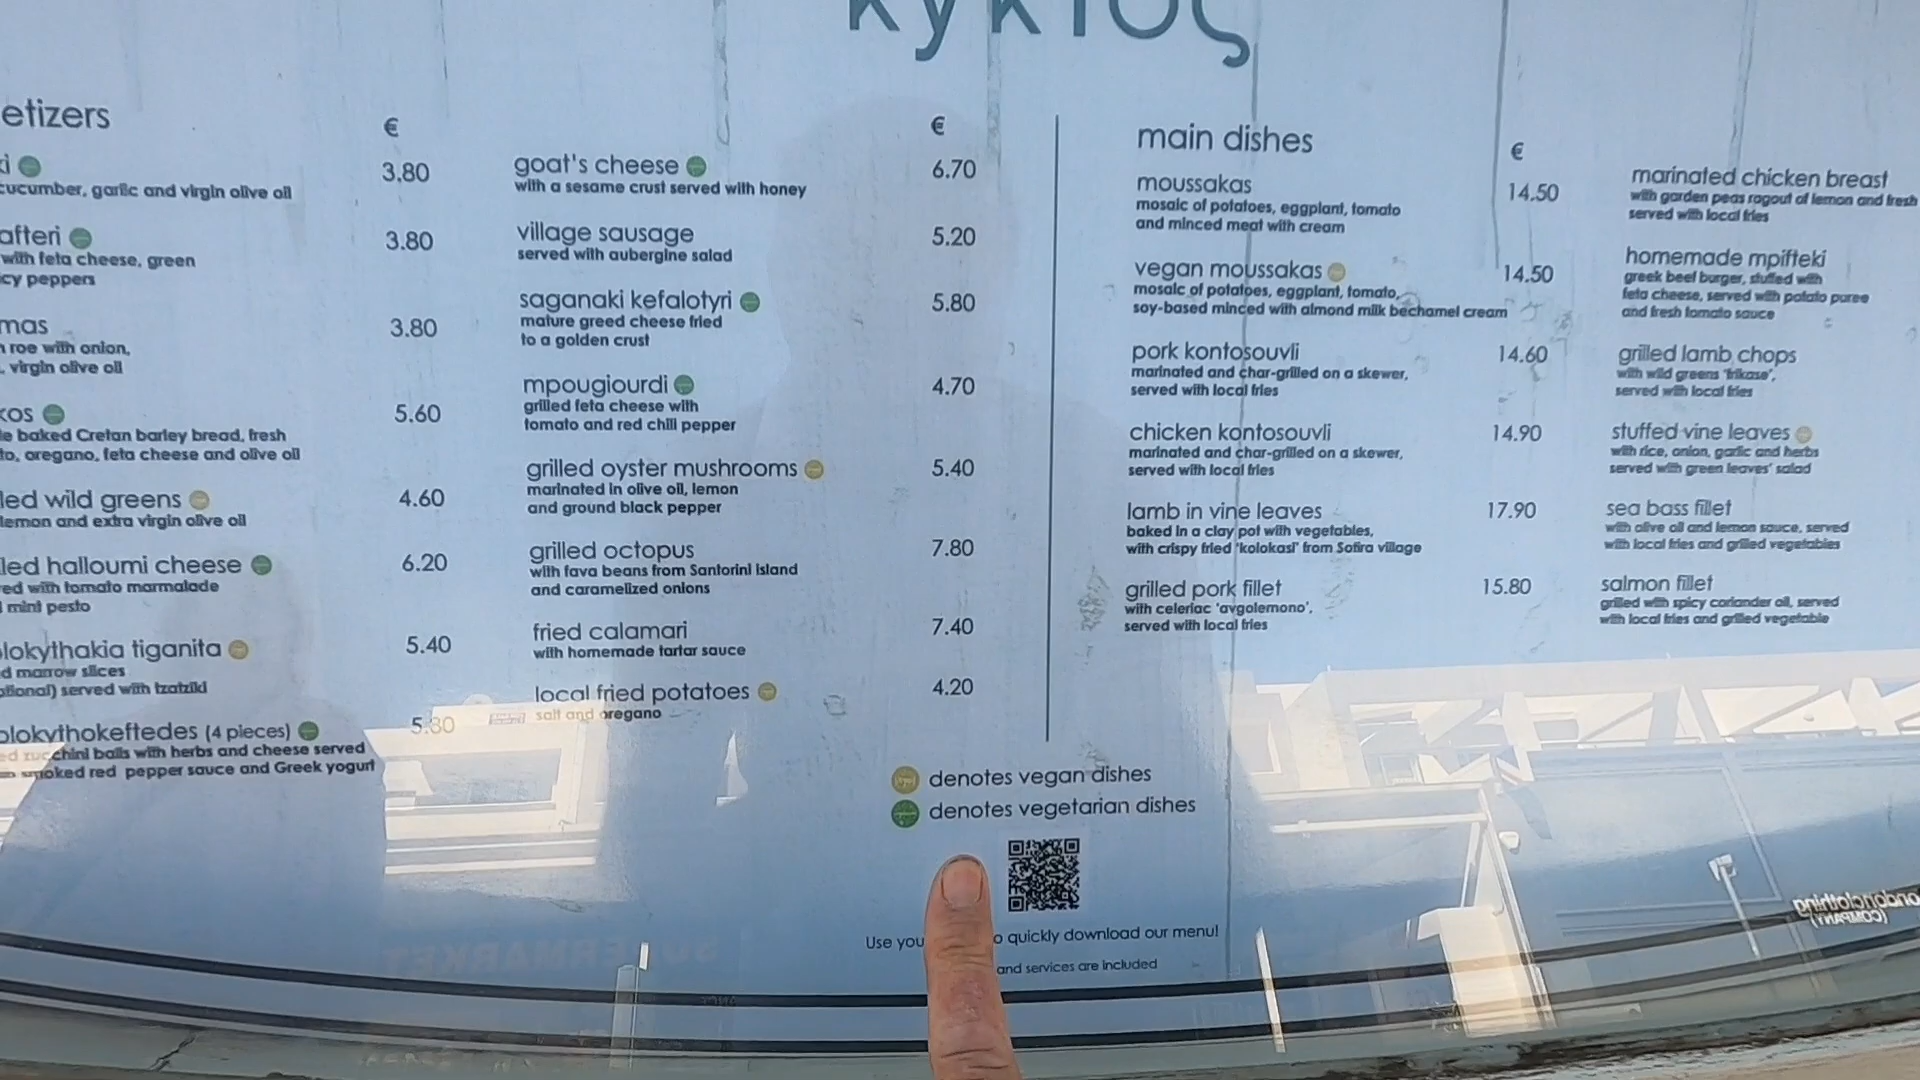 κγκλος
etizers
€
cucumber, garlic and virgin olive oil
3.80
afteri
with feta cheese, green
cy peppers
3.80
mas
roe with onion,
, virgin olive oil
3.80
kos
baked Cretan barley bread, fresh
to, oregano, feta cheese and olive oil
5.60
led wild greens
lemon and extra virgin olive oil
4.60
led halloumi cheese
ed with tomato marmalade
mint pesto
6.20
lokythakia tiganita
d marrow slices
served with tzatziki
5.40
olokythokeftedes (4 pieces)
chini balls with herbs and cheese served
smoked red pepper sauce and Greek yogurt
5.80
€
goat's cheese
with a sesame crust served with honey
6.70
village sausage
served with aubergine salad
5.20
saganaki kefalotyri
mature greed cheese fried
to a golden crust
5.80
mpougiourdi
grilled feta cheese with
tomato and red chili pepper
4.70
grilled oyster mushrooms
marinated in olive oil, lemon
and ground black pepper
5.40
grilled octopus
with fava beans from Santorini Island
and caramelized onions
7.80
fried calamari
with homemade tartar sauce
7.40
local fried potatoes
salt and oregano
4.20
main dishes
€
moussakas
mosaic of potatoes, eggplant, tomato
and minced meat with cream
14.50
vegan moussakas
mosaic of potatoes, eggplant, tomato,
soy-based minced with almond milk bechamel cream
14.50
pork kontosouvli
marinated and char-grilled on a skewer,
served with local fries
14.60
chicken kontosouvli
marinated and char-grilled on a skewer,
served with local fries
14.90
lamb in vine leaves
baked in a clay pot with vegetables,
with crispy fried 'kolokasi' from Sotira village
17.90
grilled pork fillet
with celeriac 'avgolemono',
served with local fries
15.80
marinated chicken breast
with garden peas ragout of lemon and fresh
served with local fries
homemade mpifteki
greek beef burger, stuffed with
feta cheese, served with potato puree
and fresh tomato sauce
grilled lamb chops
with wild greens 'frikase',
served with local fries
stuffed vine leaves
with rice, onion, garlic and herbs
served with green leaves' salad
sea bass fillet
with olive oil and lemon sauce, served
with local fries and grilled vegetables
salmon fillet
grilled with spicy coriander oil, served
with local fries and grilled vegetable
denotes vegan dishes
denotes vegetarian dishes
Use you o quickly download our menu!
and services are included
SUPERMARKET